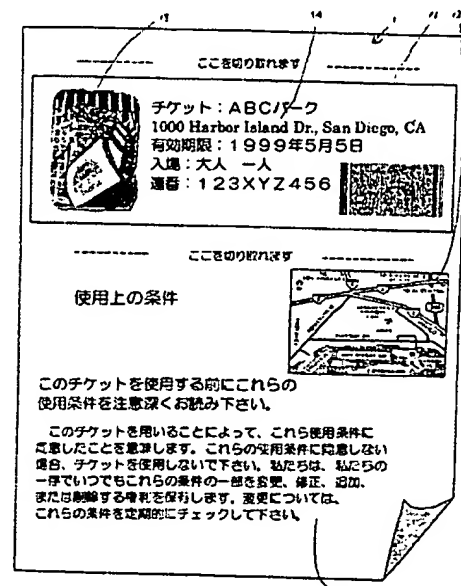 ここを切り取れます
チケット：ABCパーク
1000 Harbor Island Dr., San Diego, CA
有効期限：1999年5月5日
入場：大人 一人
連番：123XYZ456
ここを切り取れます
使用上の条件
このチケットを使用する前にこれらの
使用条件を注意深くお読み下さい。
このチケットを用いることによって、これら使用条件に
同意したことを意味します。これらの使用条件に同意しない
場合、チケットを使用しないで下さい。私たちは、私たちの
一存でいつでもこれらの条件の一部を変更、修正、追加、
または削除する権利を保有します。変更については、
これらの条件を定期的にチェックして下さい。